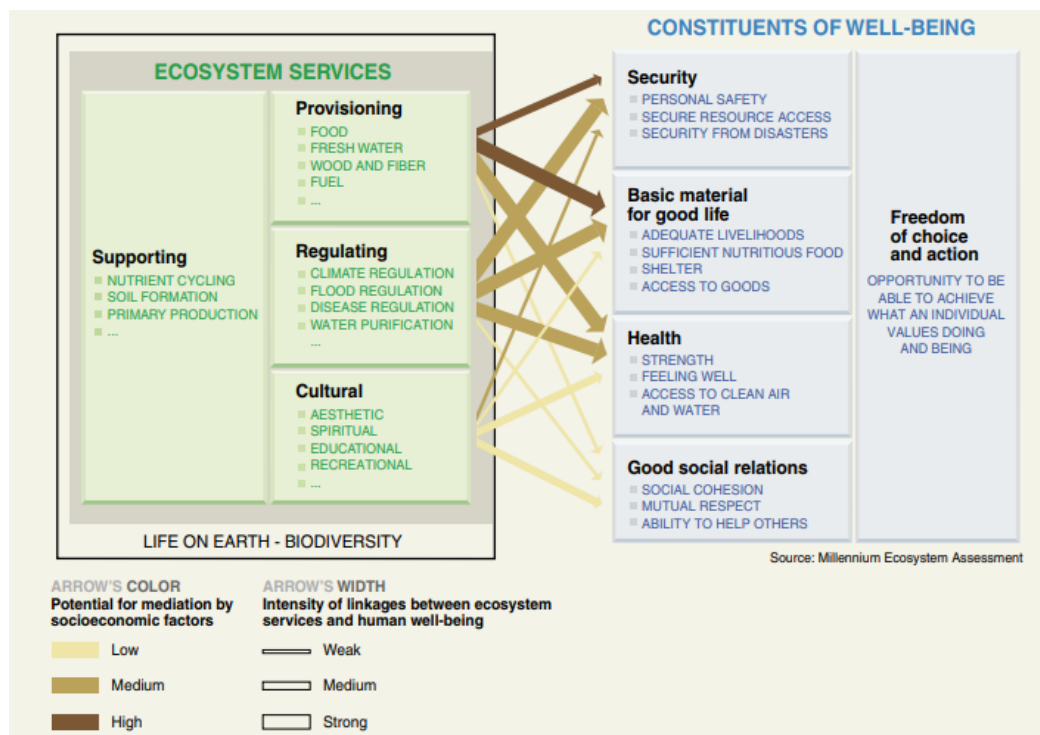 CONSTITUENTS OF WELL-BEING
ECOSYSTEM SERVICES
Supporting
NUTRIENT CYCLING
SOIL FORMATION
PRIMARY PRODUCTION
...
Provisioning
FOOD
FRESH WATER
WOOD AND FIBER
FUEL
...
Regulating
CLIMATE REGULATION
FLOOD REGULATION
DISEASE REGULATION
WATER PURIFICATION
...
Cultural
AESTHETIC
SPIRITUAL
EDUCATIONAL
RECREATIONAL
...
LIFE ON EARTH - BIODIVERSITY
Security
PERSONAL SAFETY
SECURE RESOURCE ACCESS
SECURITY FROM DISASTERS
Basic material
for good life
ADEQUATE LIVELIHOODS
SUFFICIENT NUTRITIOUS FOOD
SHELTER
ACCESS TO GOODS
Health
STRENGTH
FEELING WELL
ACCESS TO CLEAN AIR
AND WATER
Good social relations
SOCIAL COHESION
MUTUAL RESPECT
ABILITY TO HELP OTHERS
Freedom
of choice
and action
OPPORTUNITY TO BE
ABLE TO ACHIEVE
WHAT AN INDIVIDUAL
VALUES DOING
AND BEING
Source: Millennium Ecosystem Assessment
ARROW'S COLOR
Potential for mediation by
socioeconomic factors
Low
Medium
High
ARROW'S WIDTH
Intensity of linkages between ecosystem
services and human well-being
Weak
Medium
Strong